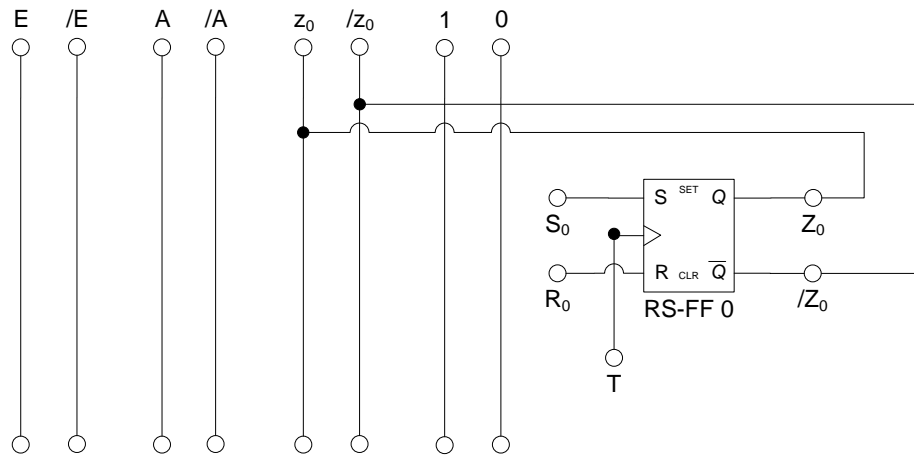 E /E A /A z₀ /z₀ 1 0
S SET Q
S₀ Z₀
R CLR Q̅
R₀ RS-FF 0 /Z₀
T